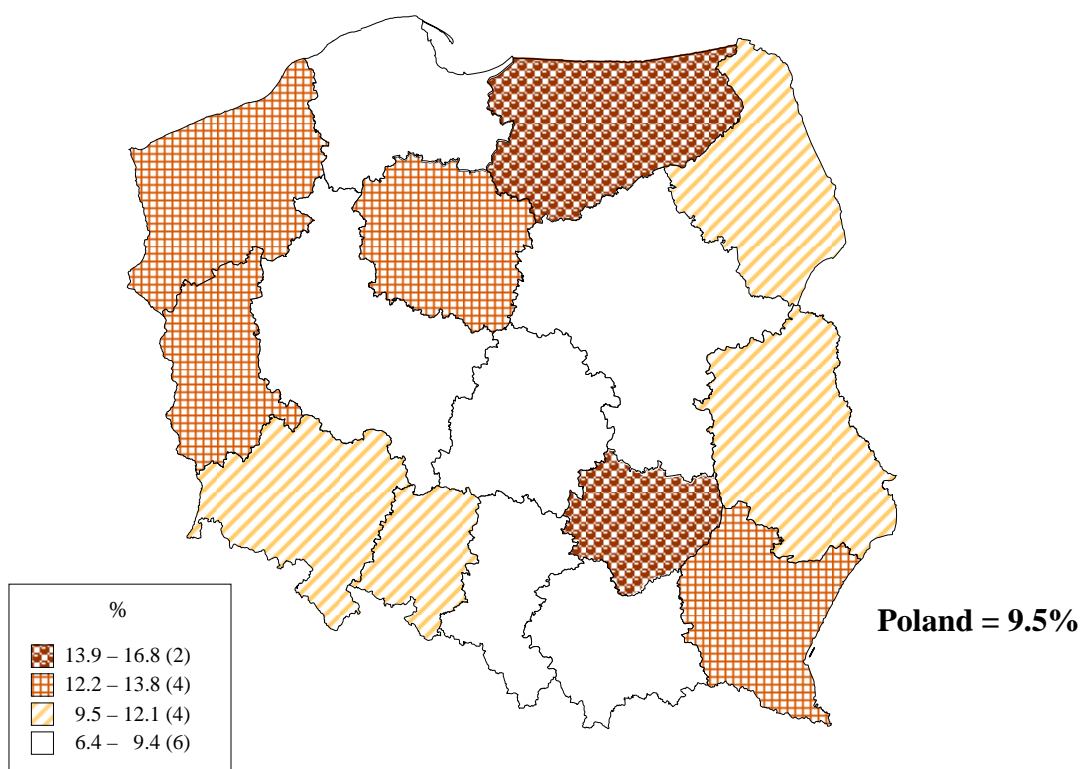 %
13.9 – 16.8 (2)
12.2 – 13.8 (4)
9.5 – 12.1 (4)
6.4 – 9.4 (6)
Poland = 9.5%